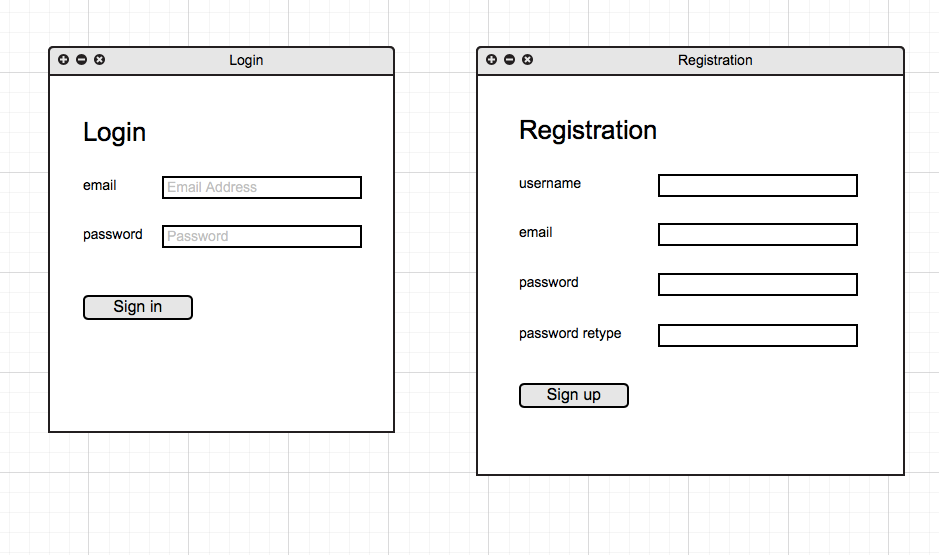 Login
Login
email
Email Address
password
Password
Sign in
Registration
Registration
username
email
password
password retype
Sign up